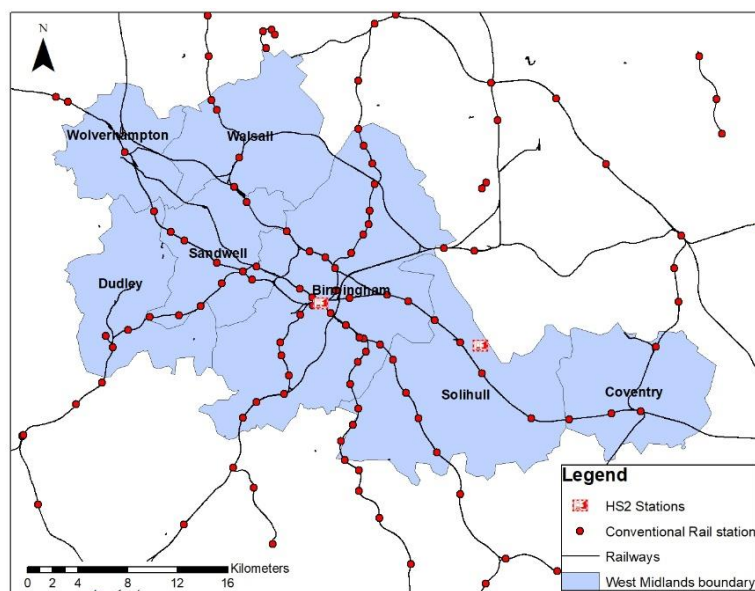 N
Wolverhampton
Walsall
Sandwell
Dudley
Birmingham
Solihull
Coventry
Legend
HS2 Stations
Conventional Rail station
Railways
West Midlands boundary
Kilometers
0 2 4 8 12 16